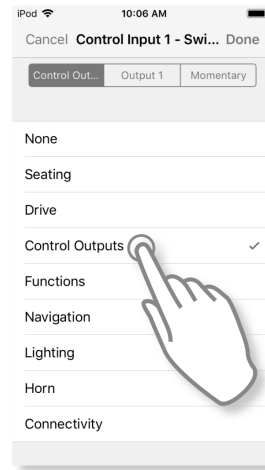 iPod 10:06 AM
Cancel Control Input 1 - Swi... Done
Control Out... Output 1 Momentary
None
Seating
Drive
Control Outputs
Functions
Navigation
Lighting
Horn
Connectivity